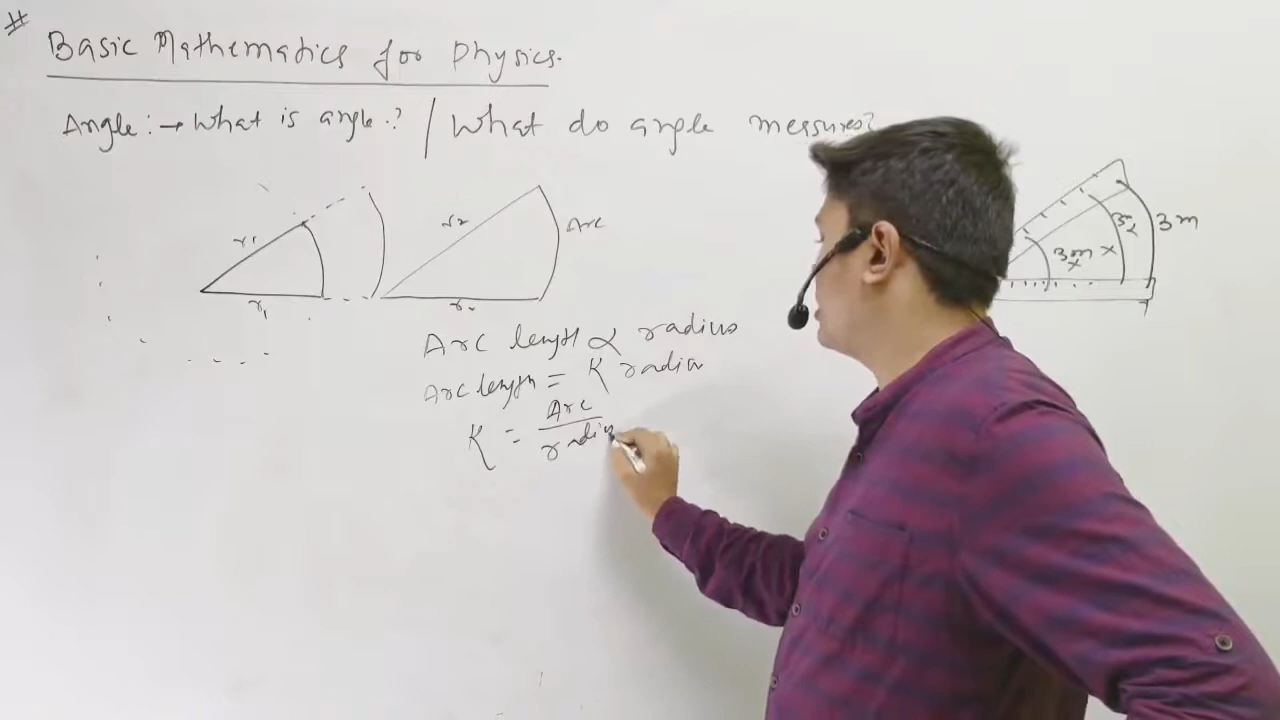 #
Basic Mathematics for Physics.
Angle: → What is angle.? / What do angle measures?
r1
r1
r2
Arc
3m
3m
Arc length ∝ radius
Arc length = K radius
K = Arc
radius